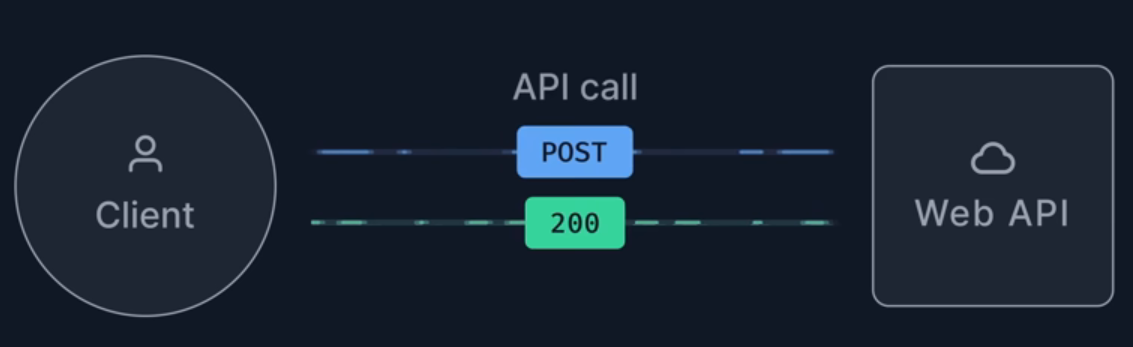 API call
POST
200
Client
Web API